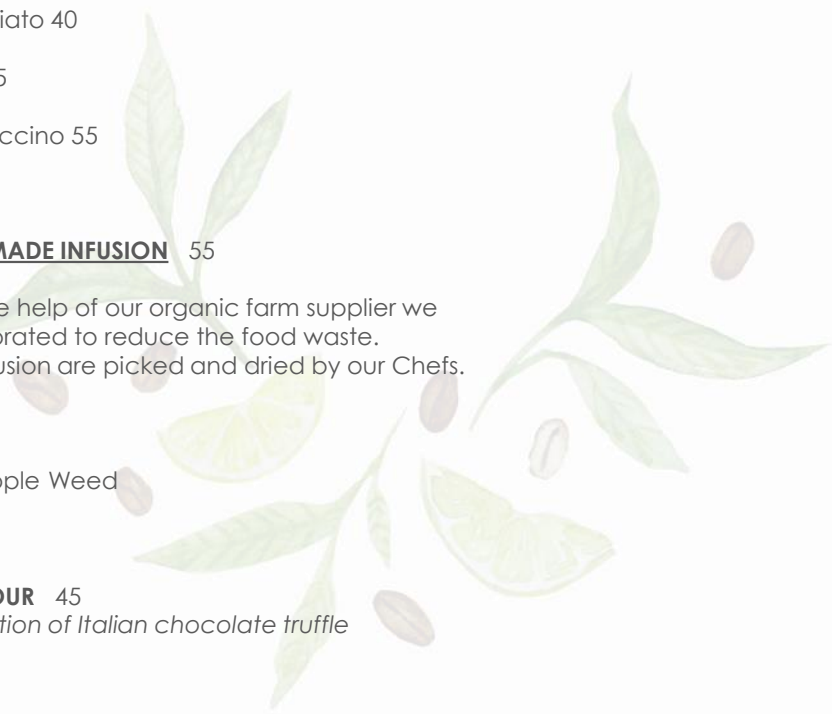 iato 40
5
ccino 55
MADE INFUSION 55
e help of our organic farm supplier we
orated to reduce the food waste.
usion are picked and dried by our Chefs.
pple Weed
OUR 45
tion of Italian chocolate truffle